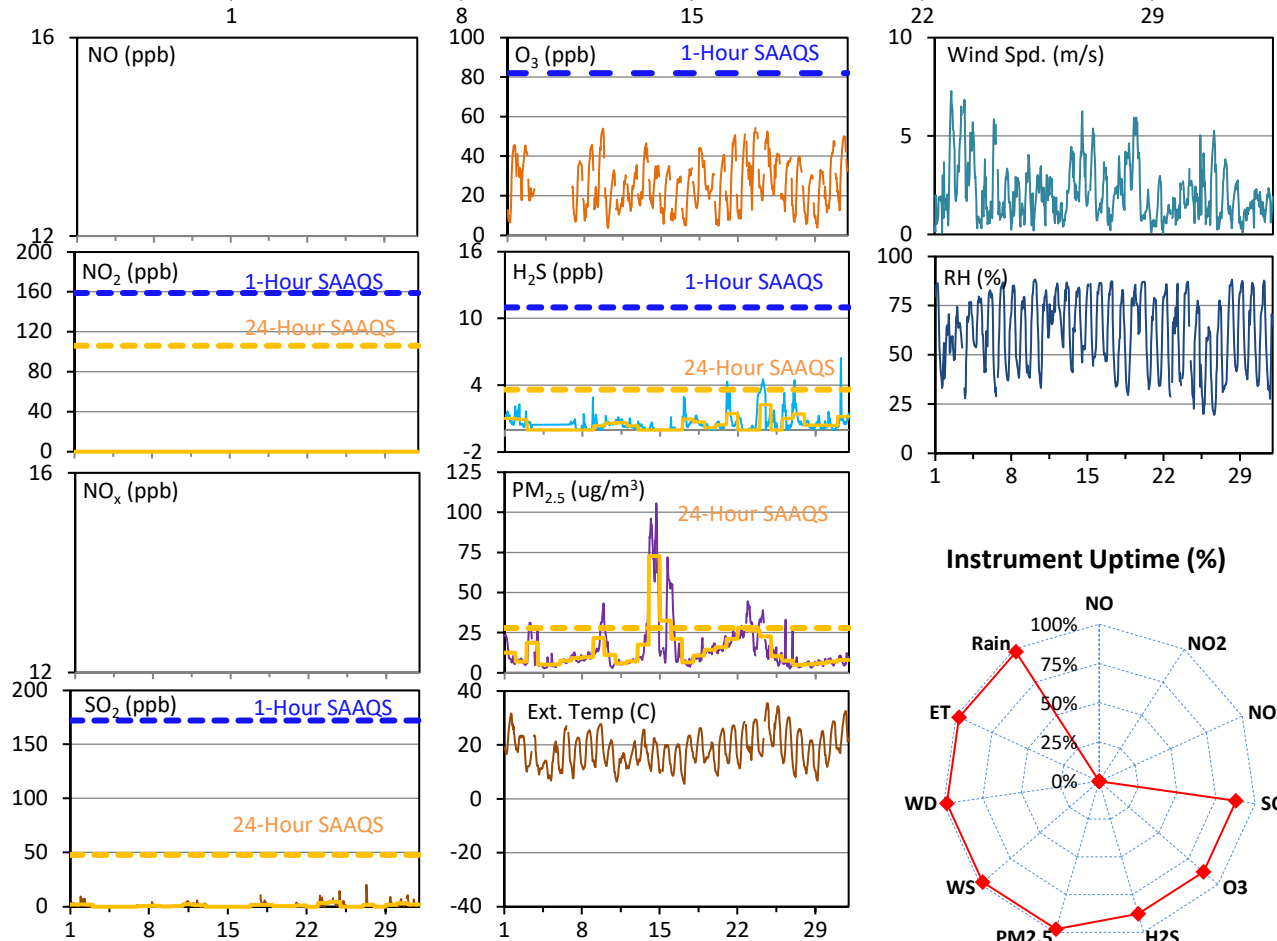 1
8
15
22
29
16
NO (ppb)
12
200
160
120
80
40
0
NO₂ (ppb)
1-Hour SAAQS
24-Hour SAAQS
16
NOₓ (ppb)
12
200
150
100
50
0
SO₂ (ppb)
1-Hour SAAQS
24-Hour SAAQS
1 8 15 22 29
100
80
60
40
20
0
O₃ (ppb)
1-Hour SAAQS
16
10
4
-2
H₂S (ppb)
1-Hour SAAQS
24-Hour SAAQS
125
100
75
50
25
0
PM₂.₅ (ug/m³)
24-Hour SAAQS
40
20
0
-20
-40
Ext. Temp (C)
1 8 15 22 29
10
5
0
Wind Spd. (m/s)
100
75
50
25
0
RH (%)
1 8 15 22 29
Instrument Uptime (%)
NO
100%
75%
50%
25%
0%
NO2
NO
SO
O3
H2S
PM2.5
WS
WD
ET
Rain